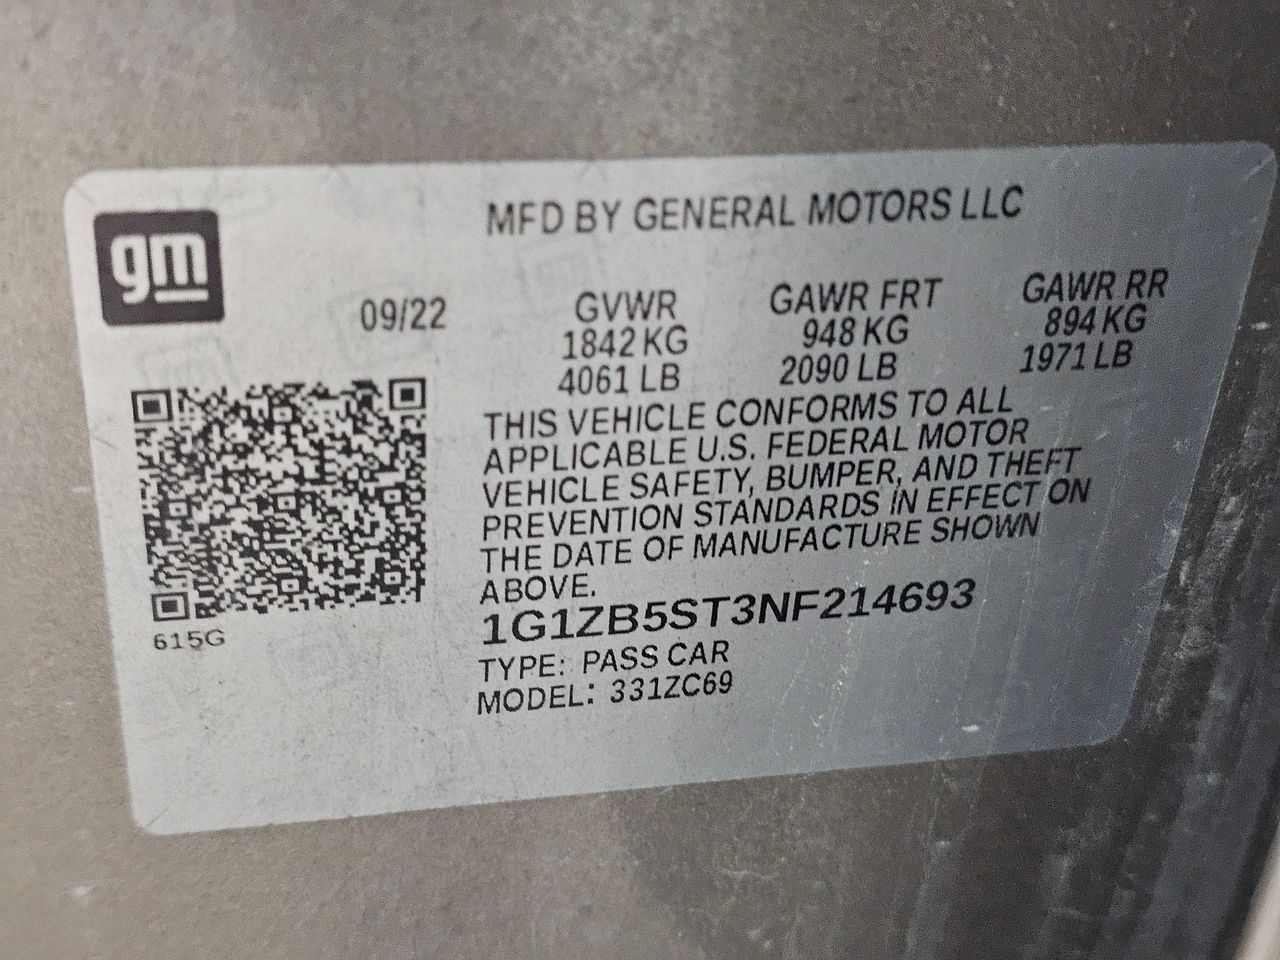 gm
MFD BY GENERAL MOTORS LLC
09/22
GVWR
1842 KG
4061 LB
GAWR FRT
948 KG
2090 LB
GAWR RR
894 KG
1971 LB
THIS VEHICLE CONFORMS TO ALL
APPLICABLE U.S. FEDERAL MOTOR
VEHICLE SAFETY, BUMPER, AND THEFT
PREVENTION STANDARDS IN EFFECT ON
THE DATE OF MANUFACTURE SHOWN
ABOVE.
1G1ZB5ST3NF214693
TYPE: PASS CAR
MODEL: 331ZC69
615G